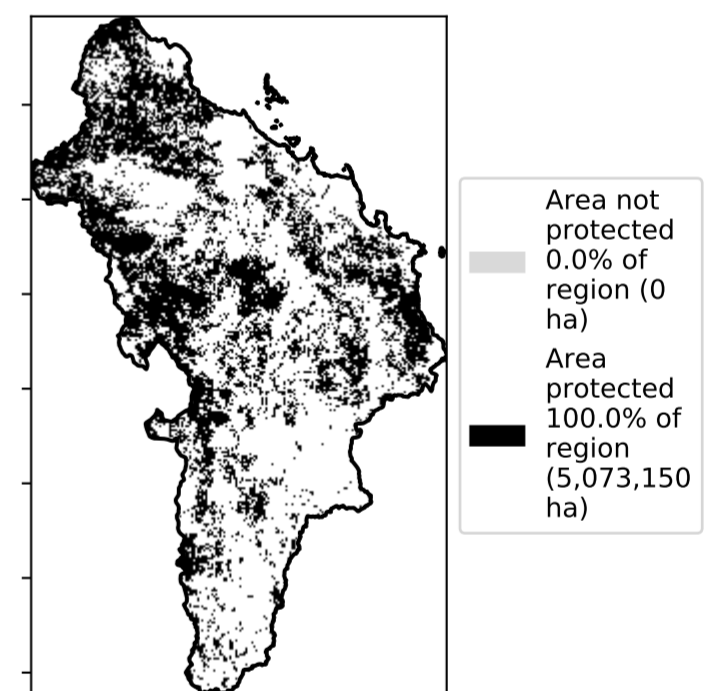 Area not
protected
0.0% of
region (0
ha)
Area
protected
100.0% of
region
(5,073,150
ha)